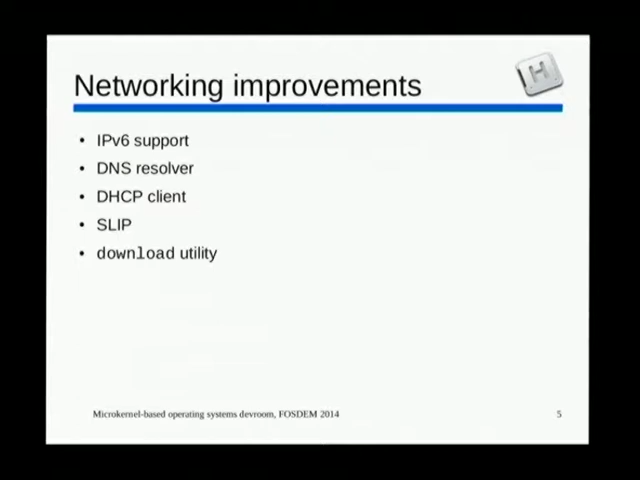 Networking improvements
H
• IPv6 support
• DNS resolver
• DHCP client
• SLIP
• download utility
Microkernel-based operating systems devroom, FOSDEM 2014
5